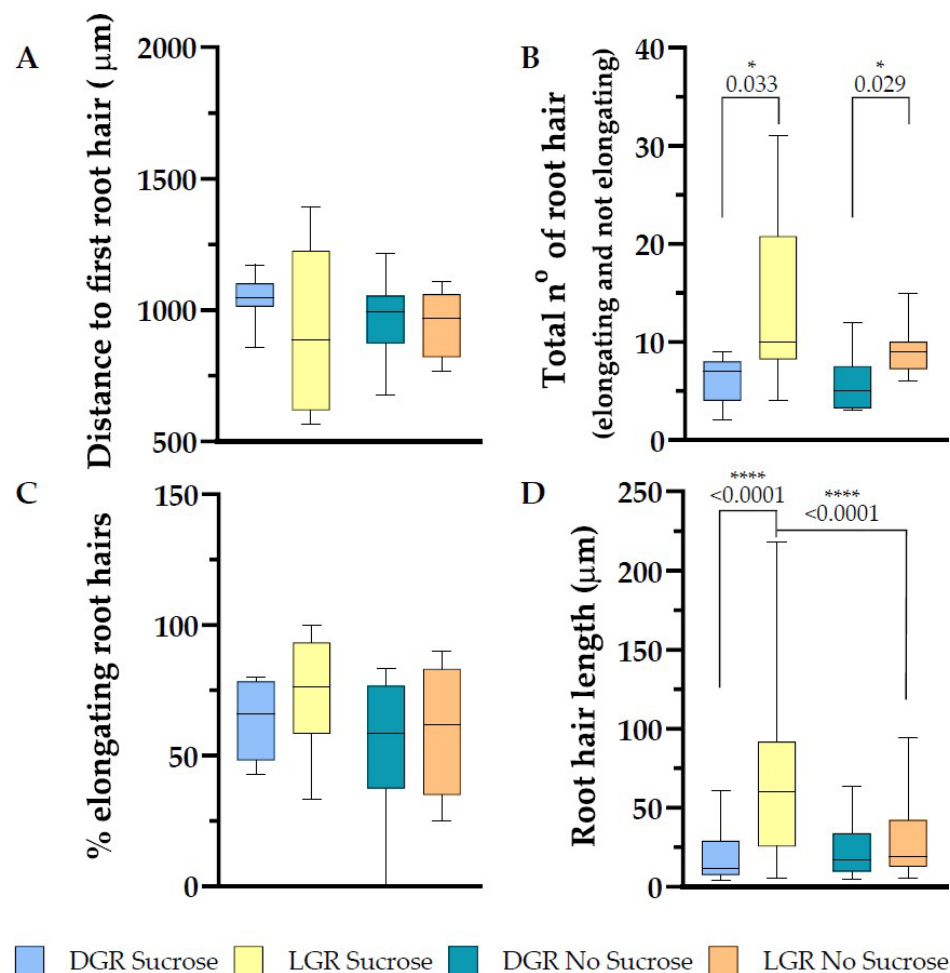 A
Distance to first root hair (μm)
2000
1500
1000
500
B
Total nº of root hair
(elongating and not elongating)
40
30
20
10
0
*
0.033
*
0.029
C
% elongating root hairs
150
100
50
0
D
Root hair length (μm)
250
200
150
100
50
0
****
<0.0001
****
<0.0001
DGR Sucrose
LGR Sucrose
DGR No Sucrose
LGR No Sucrose